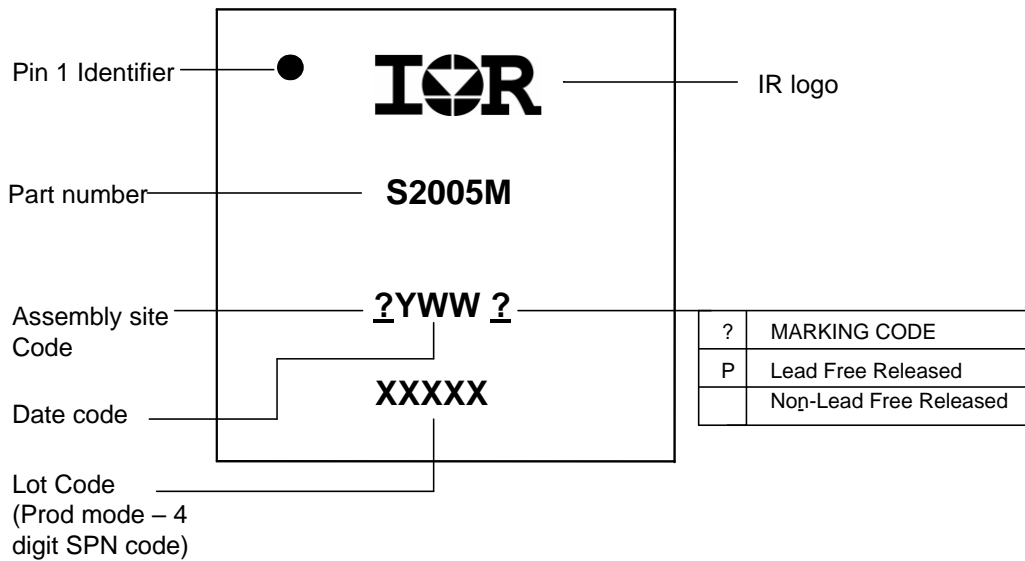 Pin 1 Identifier
IOR
IR logo
Part number
S2005M
Assembly site
Code
?YWW ?
? MARKING CODE
P Lead Free Released
Non-Lead Free Released
Date code
XXXXX
Lot Code
(Prod mode – 4
digit SPN code)